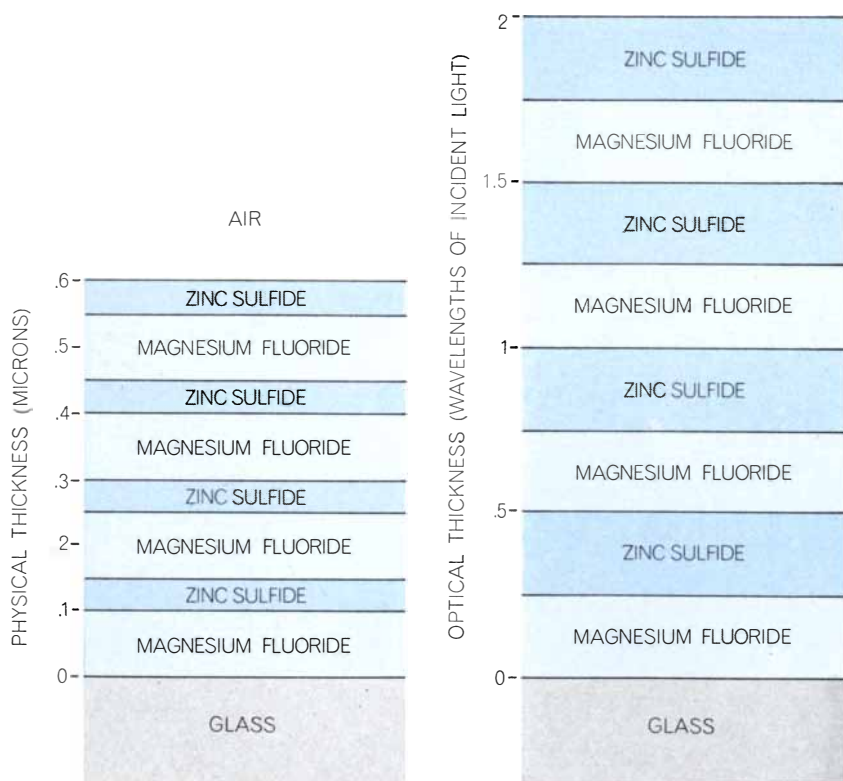 AIR
PHYSICAL THICKNESS (MICRONS)
.6
.5
.4
.3
.2
.1
0
ZINC SULFIDE
MAGNESIUM FLUORIDE
ZINC SULFIDE
MAGNESIUM FLUORIDE
ZINC SULFIDE
MAGNESIUM FLUORIDE
ZINC SULFIDE
MAGNESIUM FLUORIDE
GLASS
OPTICAL THICKNESS (WAVELENGTHS OF INCIDENT LIGHT)
2
1.5
1
.5
0
ZINC SULFIDE
MAGNESIUM FLUORIDE
ZINC SULFIDE
MAGNESIUM FLUORIDE
ZINC SULFIDE
MAGNESIUM FLUORIDE
ZINC SULFIDE
MAGNESIUM FLUORIDE
GLASS